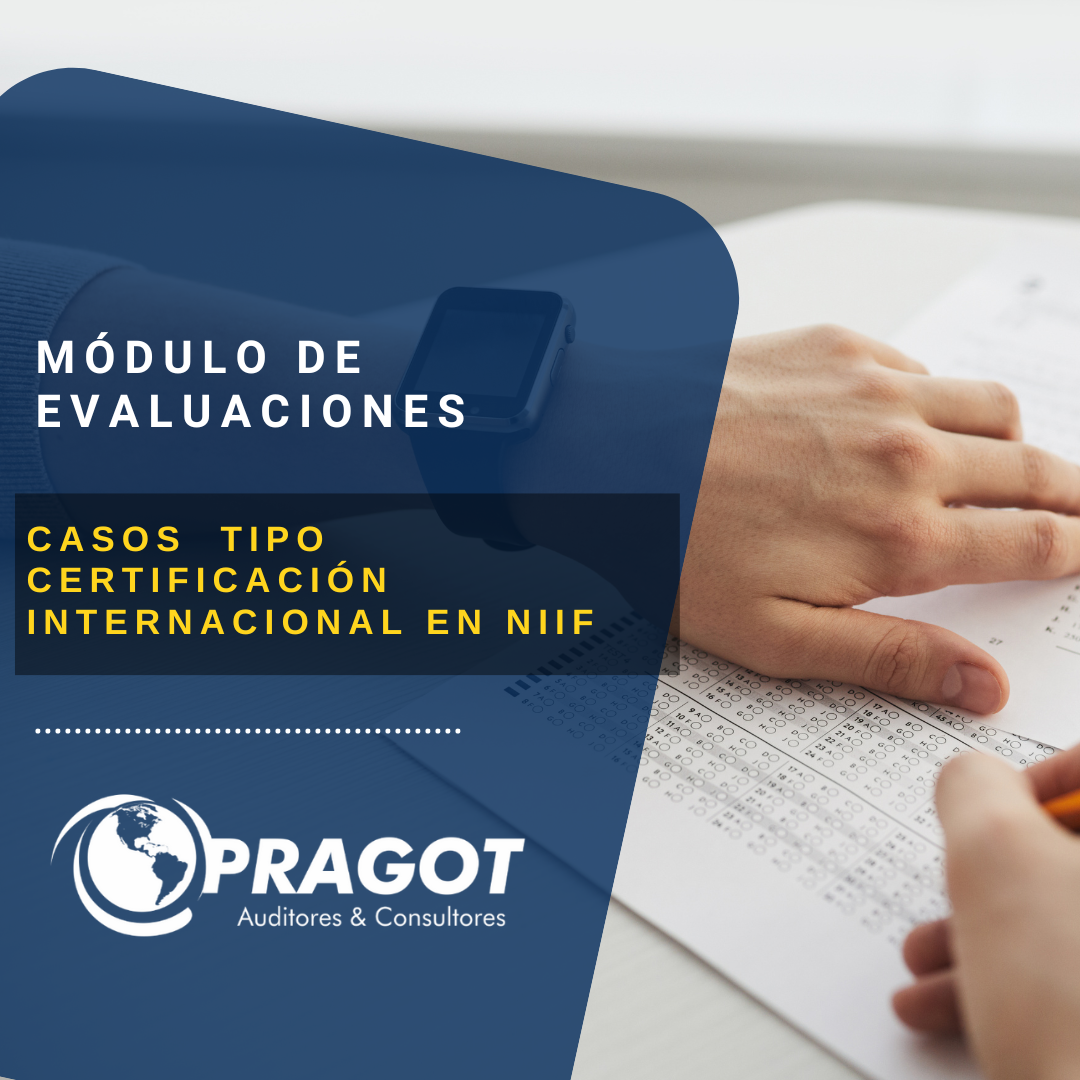 MÓDULO DE
EVALUACIONES
CASOS TIPO
CERTIFICACIÓN
INTERNACIONAL EN NIIF
PRAGOT
Auditores & Consultores